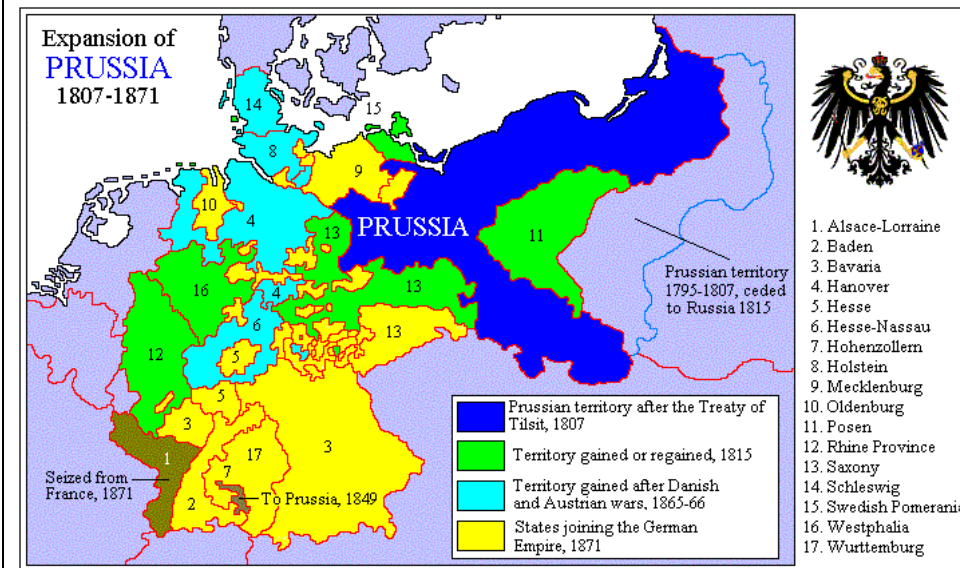 Expansion of
PRUSSIA
1807-1871
14
15
8
9
10
4
PRUSSIA
13
11
16
13
4
6
13
12
5
5
3
3
1
17
7
2
Prussian territory
1795-1807, ceded
to Russia 1815
Seized from
France, 1871
To Prussia, 1849
Prussian territory after the Treaty of
Tilsit, 1807
Territory gained or regained, 1815
Territory gained after Danish
and Austrian wars, 1865-66
States joining the German
Empire, 1871
1. Alsace-Lorraine
2. Baden
3. Bavaria
4. Hanover
5. Hesse
6. Hesse-Nassau
7. Hohenzollern
8. Holstein
9. Mecklenburg
10. Oldenburg
11. Posen
12. Rhine Province
13. Saxony
14. Schleswig
15. Swedish Pomerania
16. Westphalia
17. Wurttemburg